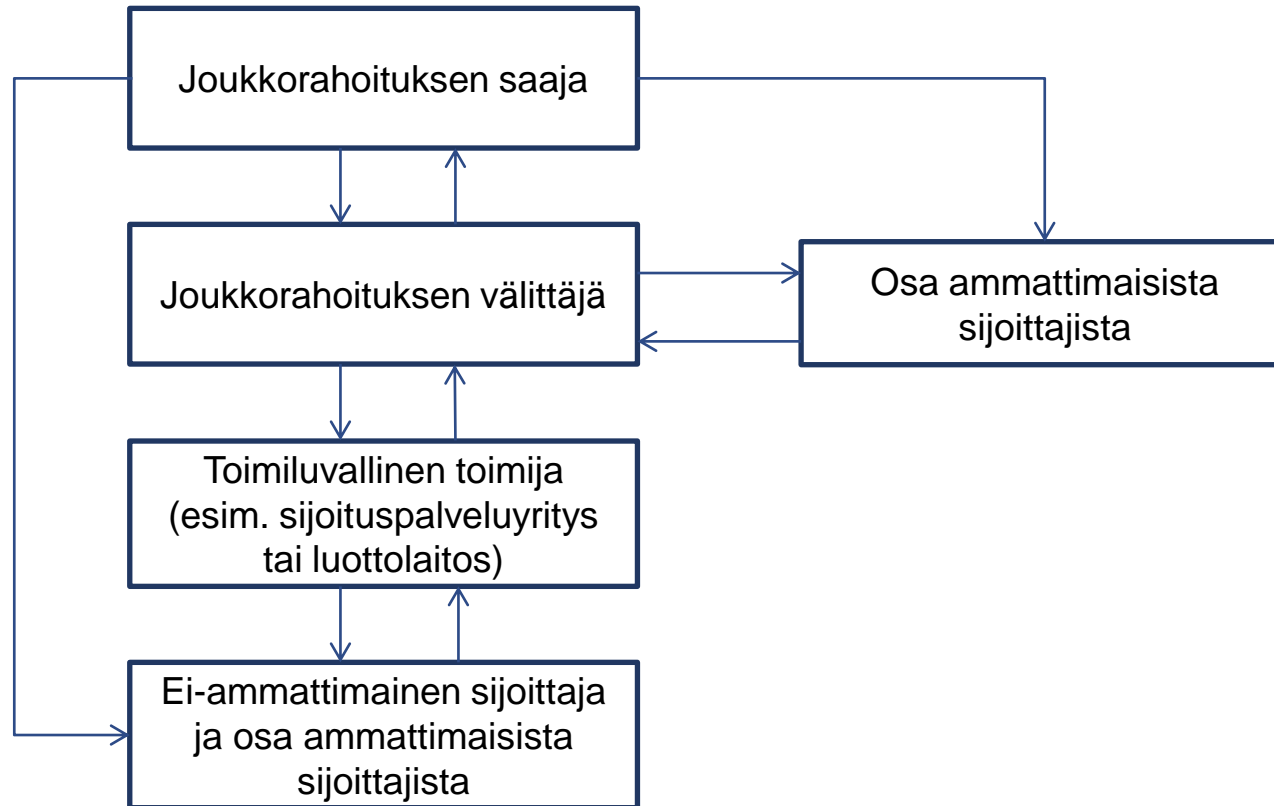 Joukkorahoituksen saaja
Joukkorahoituksen välittäjä
Osa ammattimaisista
sijoittajista
Toimiluvallinen toimija
(esim. sijoituspalveluyritys
tai luottolaitos)
Ei-ammattimainen sijoittaja
ja osa ammattimaisista
sijoittajista